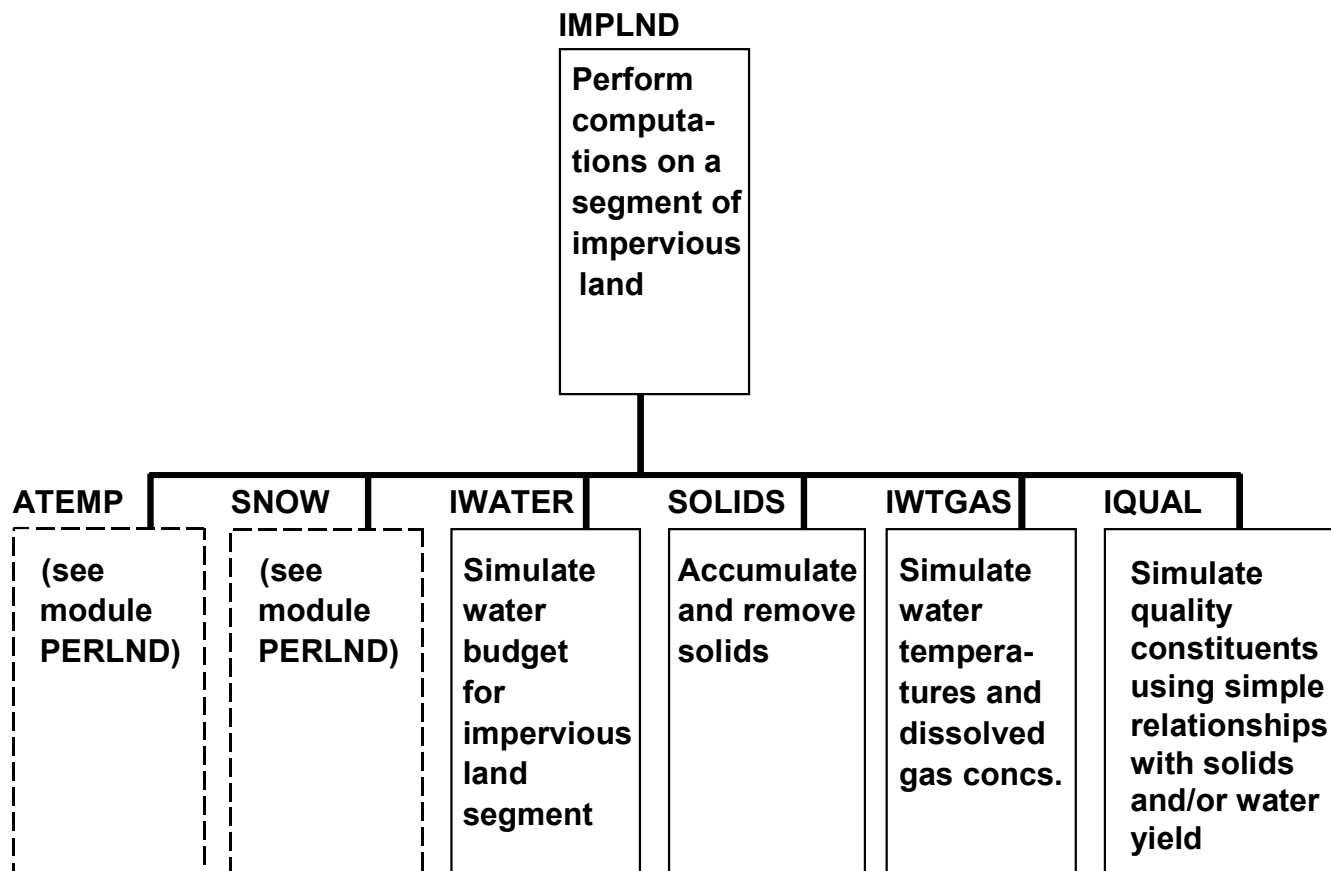 IMPLND
Perform
computa-
tions on a
segment of
impervious
land
ATEMP
(see
module
PERLND)
SNOW
(see
module
PERLND)
IWATER
Simulate
water
budget
for
impervious
land
segment
SOLIDS
Accumulate
and remove
solids
IWTGAS
Simulate
water
tempera-
tures and
dissolved
gas concs.
IQUAL
Simulate
quality
constituents
using simple
relationships
with solids
and/or water
yield